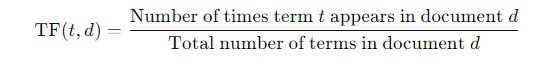 TF(t, d) = Number of times term t appears in document d / Total number of terms in document d